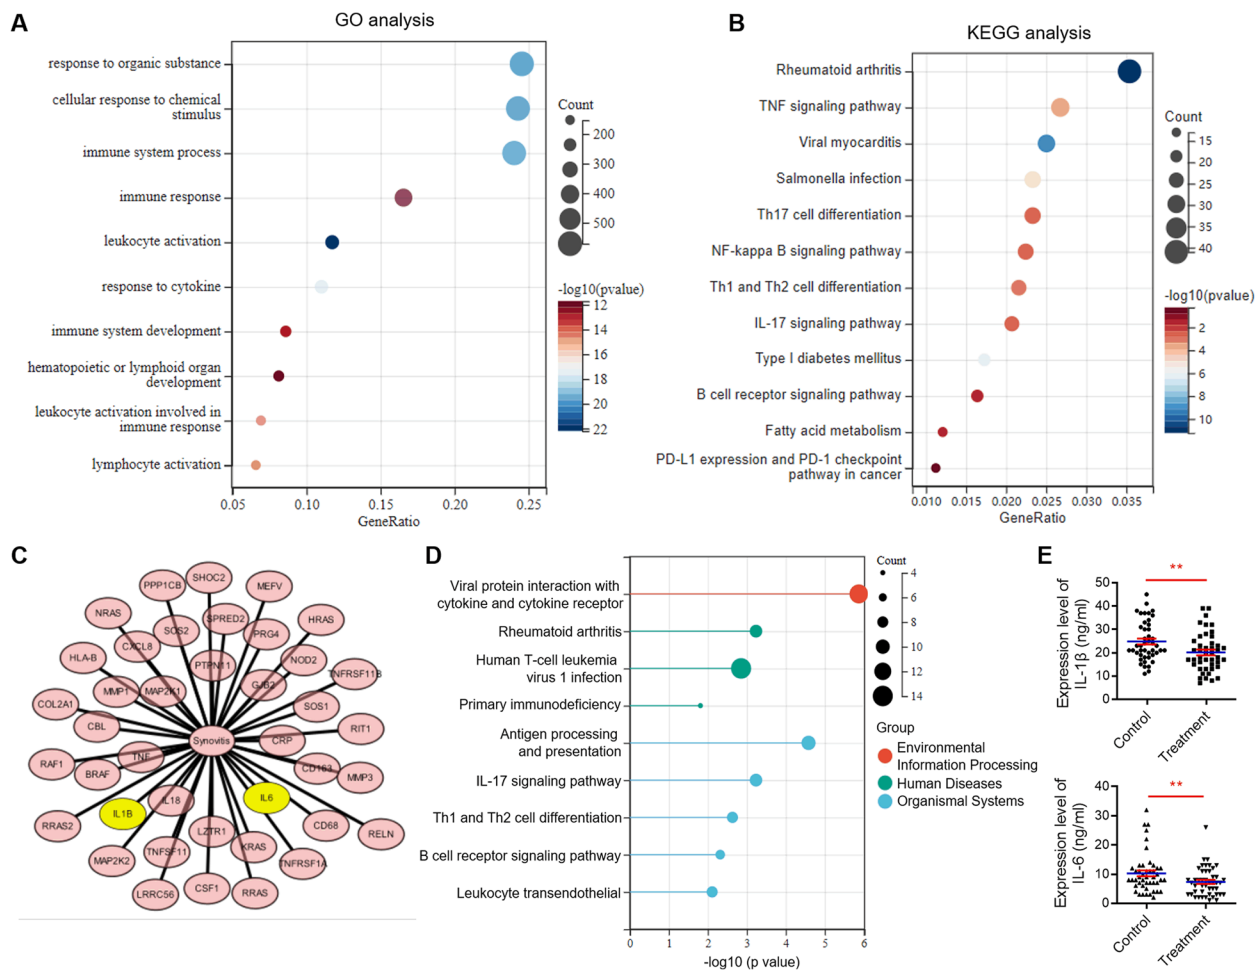 A
GO analysis
response to organic substance
cellular response to chemical
stimulus
immune system process
immune response
leukocyte activation
response to cytokine
immune system development
hematopoietic or lymphoid organ
development
leukocyte activation involved in
immune response
lymphocyte activation
0.05
0.10
0.15
0.20
0.25
GeneRatio
Count
200
300
400
500
-log10(pvalue)
12
14
16
18
20
22
B
KEGG analysis
Rheumatoid arthritis
TNF signaling pathway
Viral myocarditis
Salmonella infection
Th17 cell differentiation
NF-kappa B signaling pathway
Th1 and Th2 cell differentiation
IL-17 signaling pathway
Type I diabetes mellitus
B cell receptor signaling pathway
Fatty acid metabolism
PD-L1 expression and PD-1 checkpoint
pathway in cancer
0.010
0.015
0.020
0.025
0.030
0.035
GeneRatio
Count
15
20
25
30
35
40
-log10(pvalue)
2
4
6
8
10
C
PPP1CB
SHOC2
MEFV
NRAS
SOS2
SPRED2
PRG4
HRAS
HLA-B
CXCL8
PTPN11
NOD2
TNFRSF11B
COL2A1
MMP1
MAP2K1
GJB2
SOS1
CBL
Synovitis
CRP
RIT1
RAF1
BRAF
TNF
CD163
MMP3
RRAS2
IL1B
IL18
IL6
CD68
RELN
MAP2K2
TNFSF11
LZTR1
KRAS
TNFRSF1A
LRRC56
CSF1
RRAS
D
Viral protein interaction with
cytokine and cytokine receptor
Rheumatoid arthritis
Human T-cell leukemia
virus 1 infection
Primary immunodeficiency
Antigen processing
and presentation
IL-17 signaling pathway
Th1 and Th2 cell differentiation
B cell receptor signaling pathway
Leukocyte transendothelial
0
1
2
3
4
5
6
-log10 (p value)
Count
4
6
8
10
12
14
Group
Environmental
Information Processing
Human Diseases
Organismal Systems
E
**
Expression level of
IL-1β (ng/ml)
50
40
30
20
10
0
Control
Treatment
**
Expression level of
IL-6 (ng/ml)
40
30
20
10
0
Control
Treatment